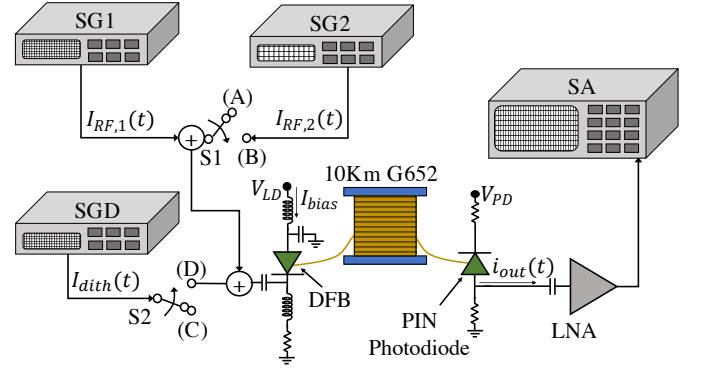 SG1
SG2
SA
I_{RF,1}(t)
(A)
I_{RF,2}(t)
+
S1
(B)
10Km G652
V_{LD}
I_{bias}
V_{PD}
SGD
I_{dith}(t)
(D)
+
i_{out}(t)
DFB
S2
(C)
PIN
Photodiode
LNA